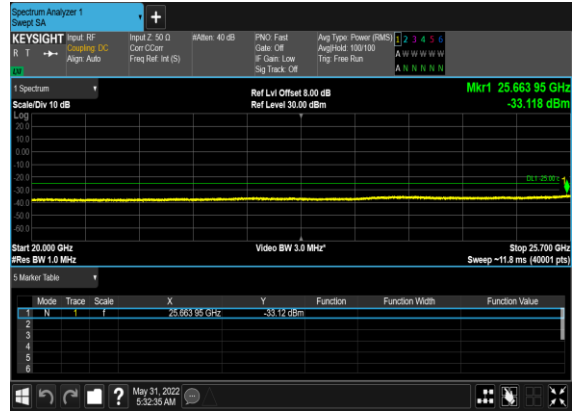 Spectrum Analyzer 1
Swept SA
+
KEYSIGHT Input: RF Input Z: 50 Ω #Atten: 40 dB PNO: Fast Avg Type: Power (RMS) 1 2 3 4 5 6
R T Coupling: DC Corr CCorr Gate: Off Avg|Hold: 100/100 A W W W W W
Align: Auto Freq Ref: Int (S) IF Gain: Low Trig: Free Run
Sig Track: Off A N N N N N
1 Spectrum Ref Lvl Offset 8.00 dB Mkr1 25.663 95 GHz
Scale/Div 10 dB Ref Level 30.00 dBm -33.118 dBm
Log
20.0
10.0
0.00
-10.0
-20.0
-30.0
-40.0
-50.0
-60.0
1
Start 20.000 GHz Video BW 3.0 MHz* Stop 25.700 GHz
#Res BW 1.0 MHz Sweep ~11.8 ms (40001 pts)
5 Marker Table
Mode Trace Scale X Y Function Function Width Function Value
1 N 1 f 25.663 95 GHz -33.12 dBm
2
3
4
5
6
? May 31, 2022
5:32:35 AM